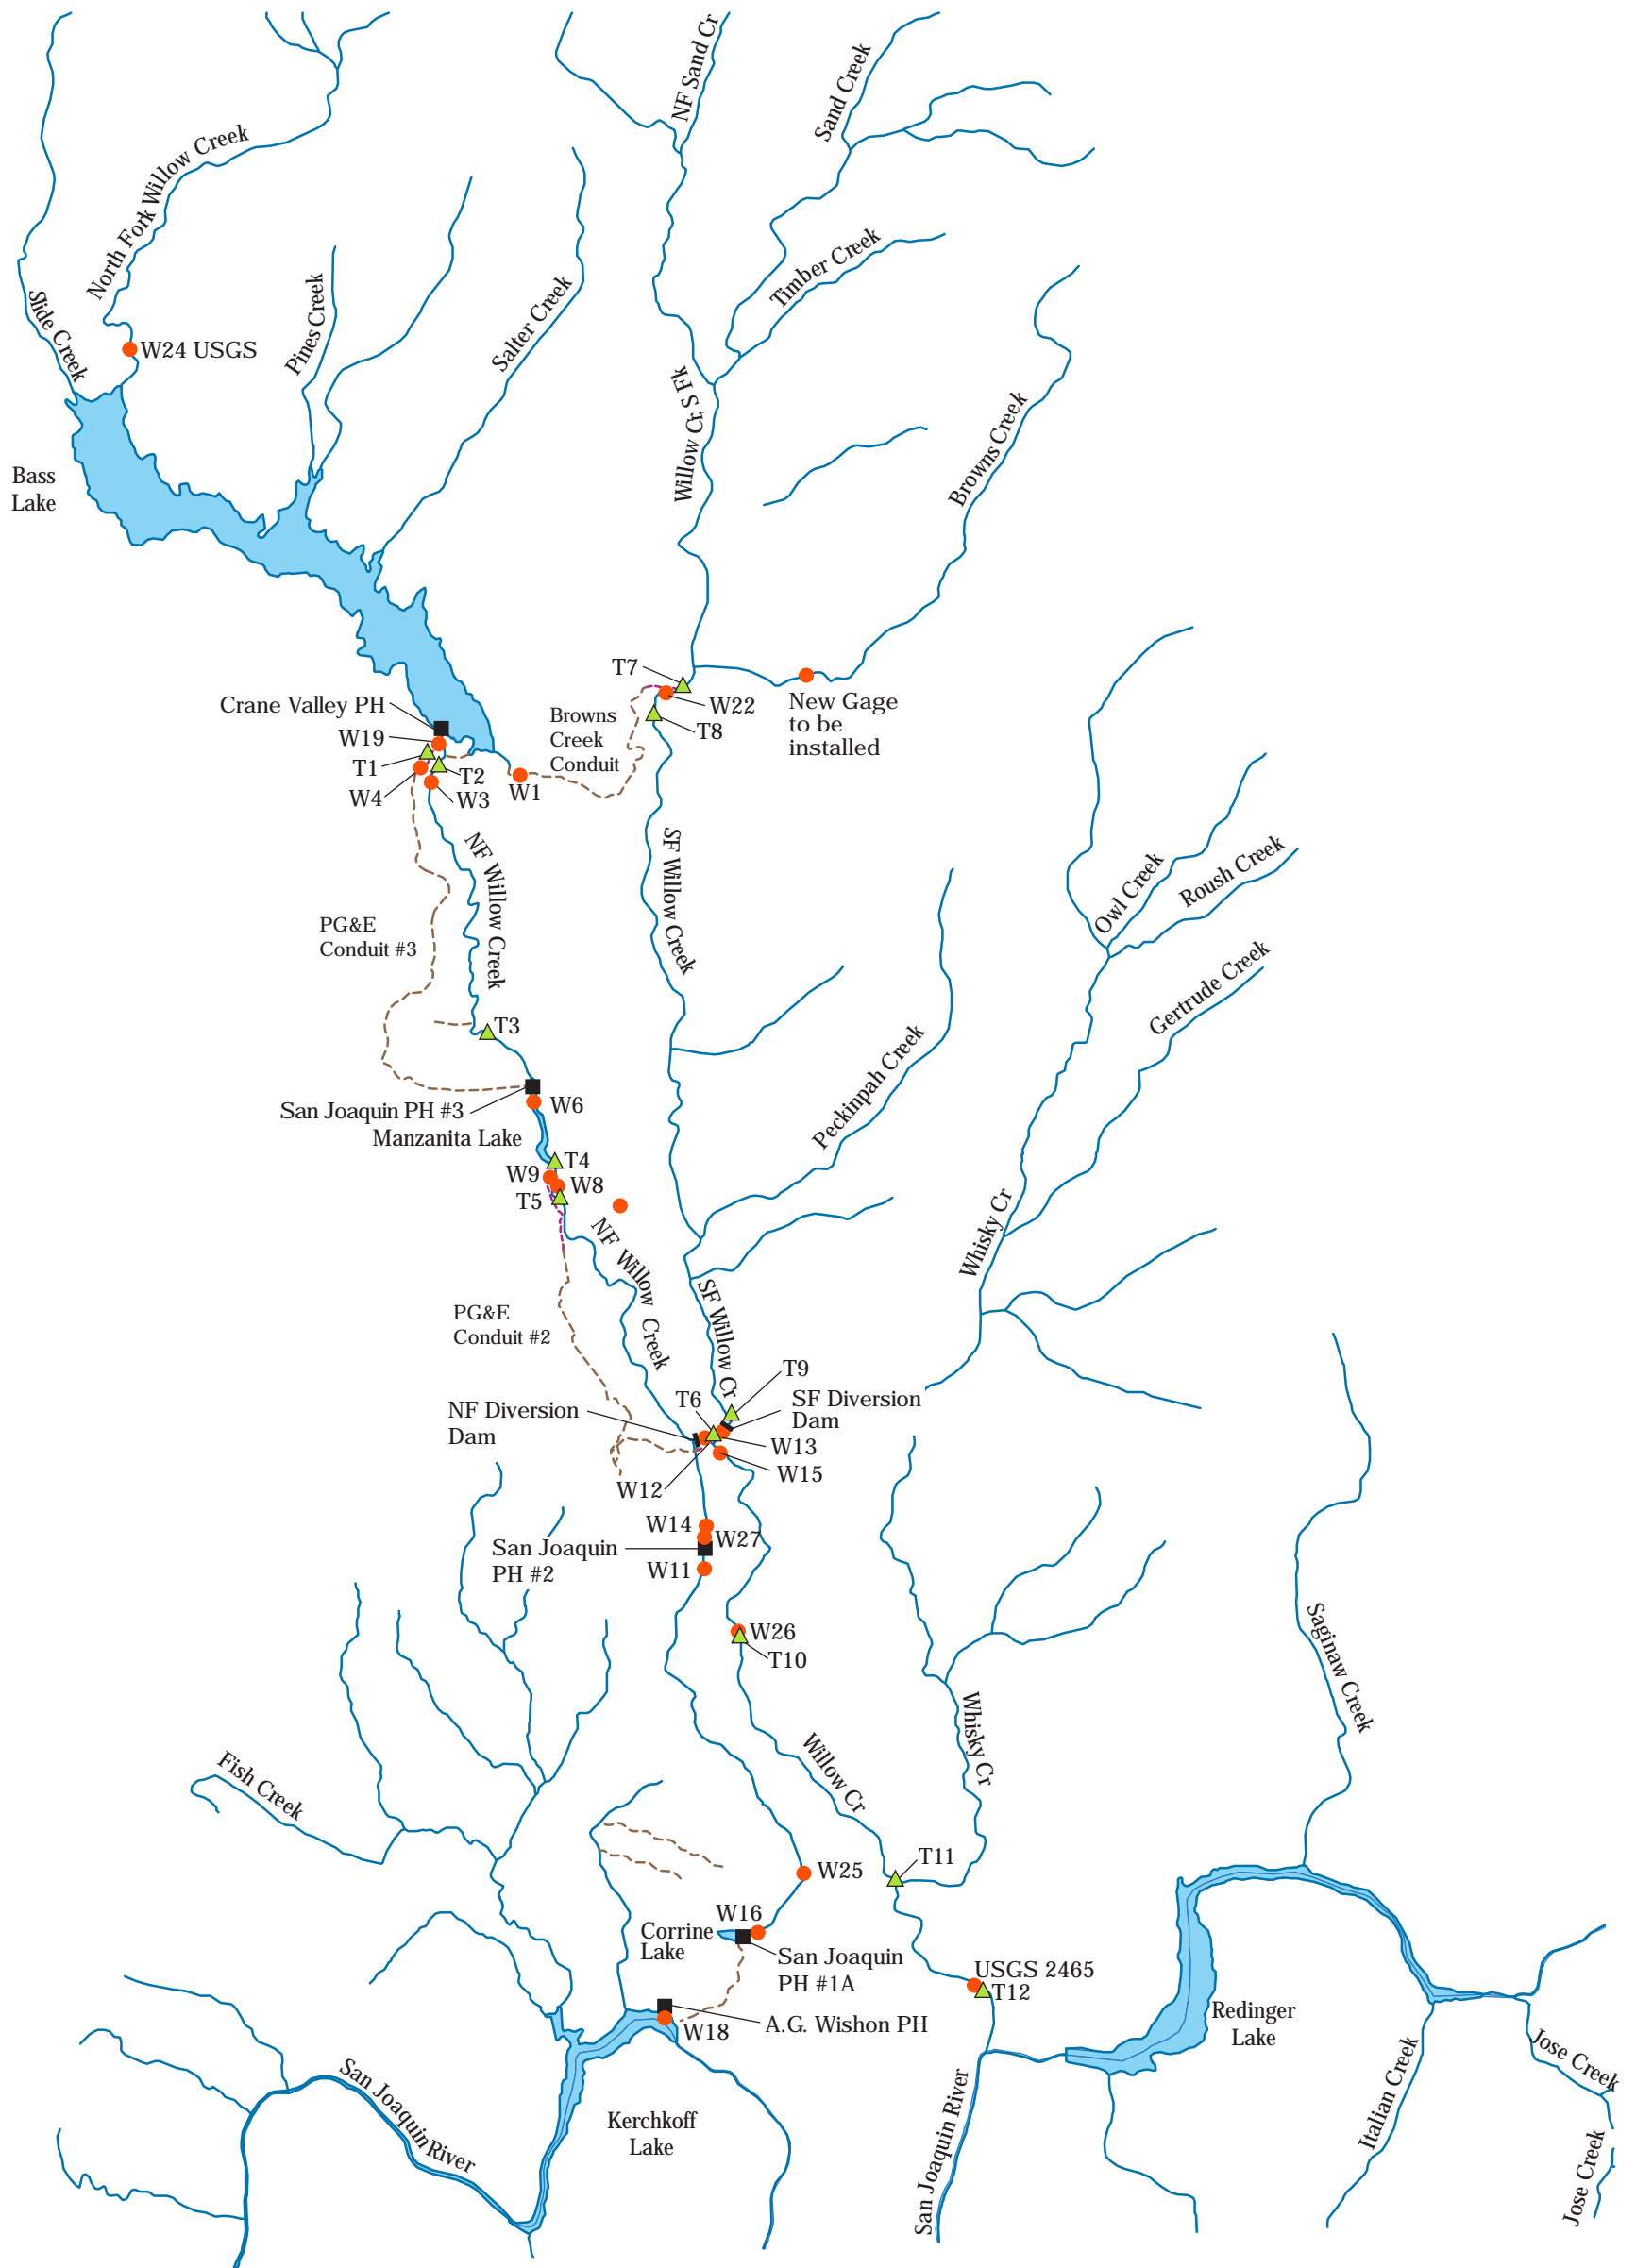 NF Sand Cr
Sand Creek
North Fork Willow Creek
Timber Creek
Slide Creek
Pines Creek
Salter Creek
W24 USGS
Willow Cr, S Fk
Browns Creek
Bass
Lake
T7
Crane Valley PH
W22
New Gage
to be
installed
Browns
Creek
Conduit
T8
W19
T1
T2
W4
W3
W1
NF Willow Creek
SF Willow Creek
Owl Creek
Roush Creek
PG&E
Conduit #3
Gertrude Creek
T3
Peckinpah Creek
San Joaquin PH #3
W6
Manzanita Lake
T4
W9
W8
T5
NF Willow Creek
Whisky Cr
PG&E
Conduit #2
SF Willow Cr
T9
T6
SF Diversion
Dam
NF Diversion
Dam
W13
W15
W12
W14
W27
San Joaquin
PH #2
W11
W26
T10
Saginaw Creek
Whisky Cr
Willow Cr
Fish Creek
T11
W25
W16
Corrine
Lake
San Joaquin
PH #1A
USGS 2465
T12
A.G. Wishon PH
W18
Redinger
Lake
San Joaquin River
Kerchkoff
Lake
San Joaquin River
Italian Creek
Jose Creek
Jose Creek